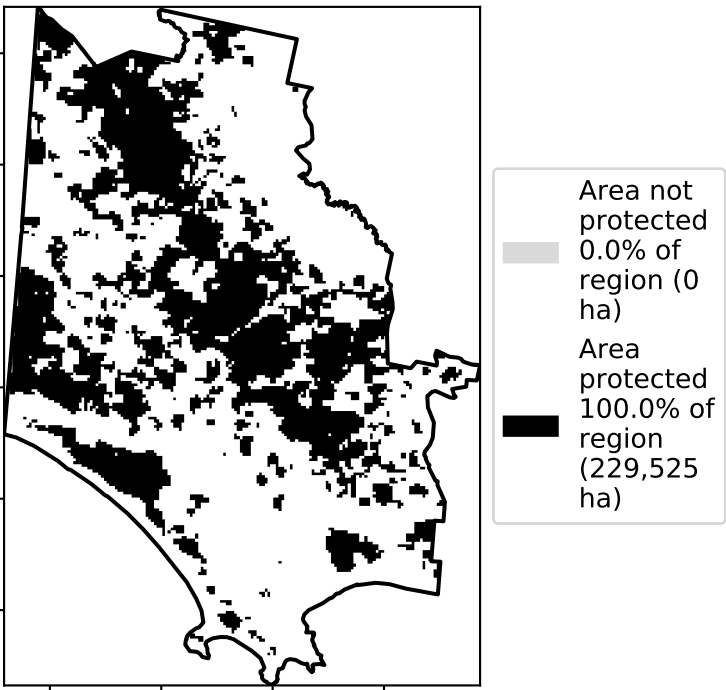 Area not
protected
0.0% of
region (0
ha)
Area
protected
100.0% of
region
(229,525
ha)